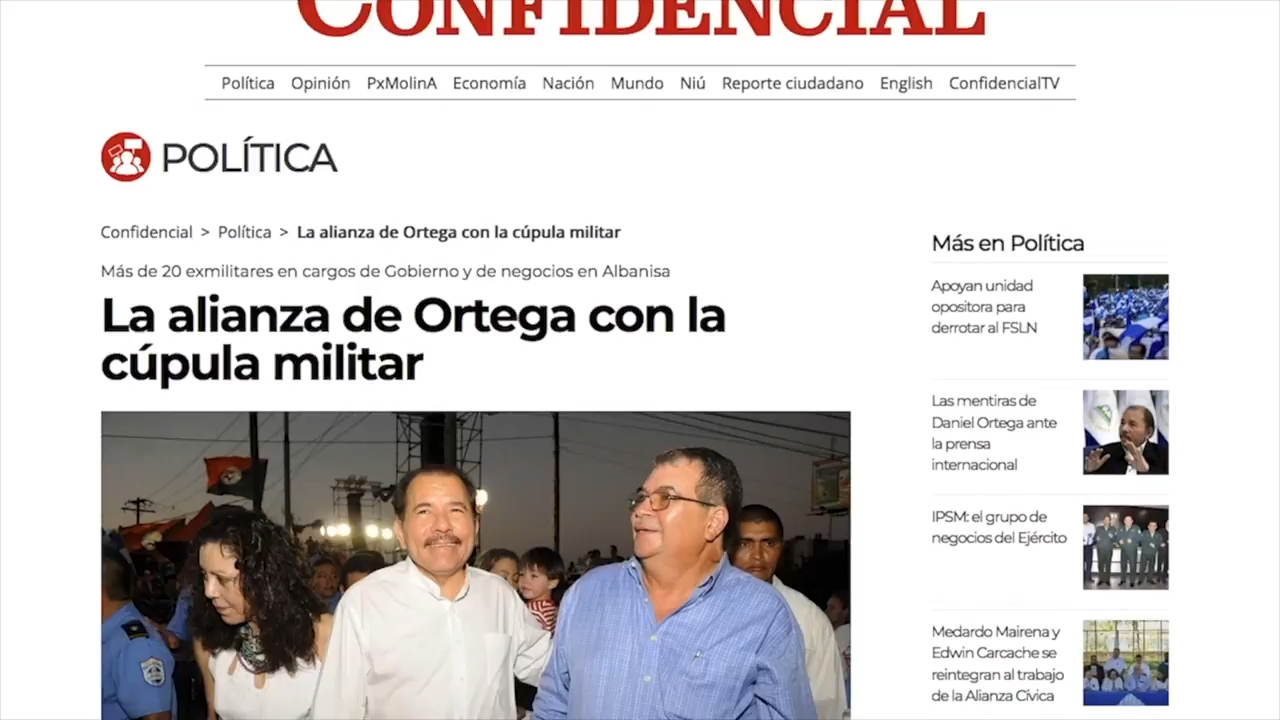 CONFIDENCIAL
Política Opinión PxMolinA Economía Nación Mundo Niú Reporte ciudadano English ConfidencialTV
POLÍTICA
Confidencial > Política > La alianza de Ortega con la cúpula militar
Más de 20 exmilitares en cargos de Gobierno y de negocios en Albanisa
La alianza de Ortega con la
cúpula militar
Más en Política
Apoyan unidad
opositora para
derrotar al FSLN
Las mentiras de
Daniel Ortega ante
la prensa
internacional
IPSM: el grupo de
negocios del Ejército
Medardo Mairena y
Edwin Carcache se
reintegran al trabajo
de la Alianza Cívica